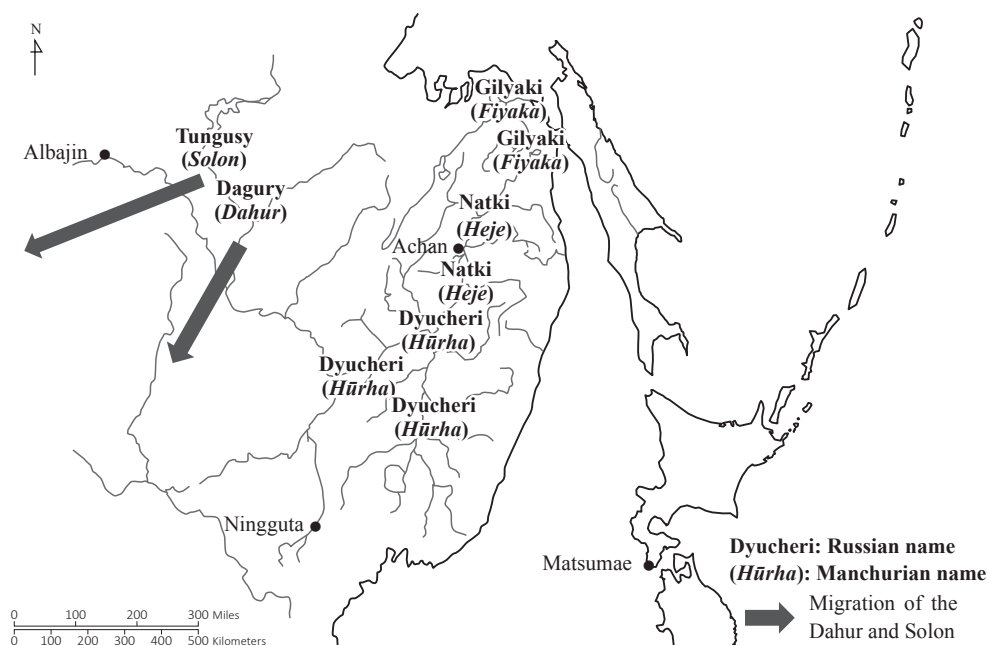 N
Gilyaki
(Fiyaka)
Gilyaki
(Fiyaka)
Tungusy
(Solon)
Albajin
Dagury
(Dahur)
Natki
(Heje)
Achan
Natki
(Heje)
Dyucheri
(Hūrha)
Dyucheri
(Hūrha)
Dyucheri
(Hūrha)
Ningguta
Matsumae
Dyucheri: Russian name
(Hūrha): Manchurian name
Migration of the
Dahur and Solon
0 100 200 300 Miles
0 100 200 300 400 500 Kilometers